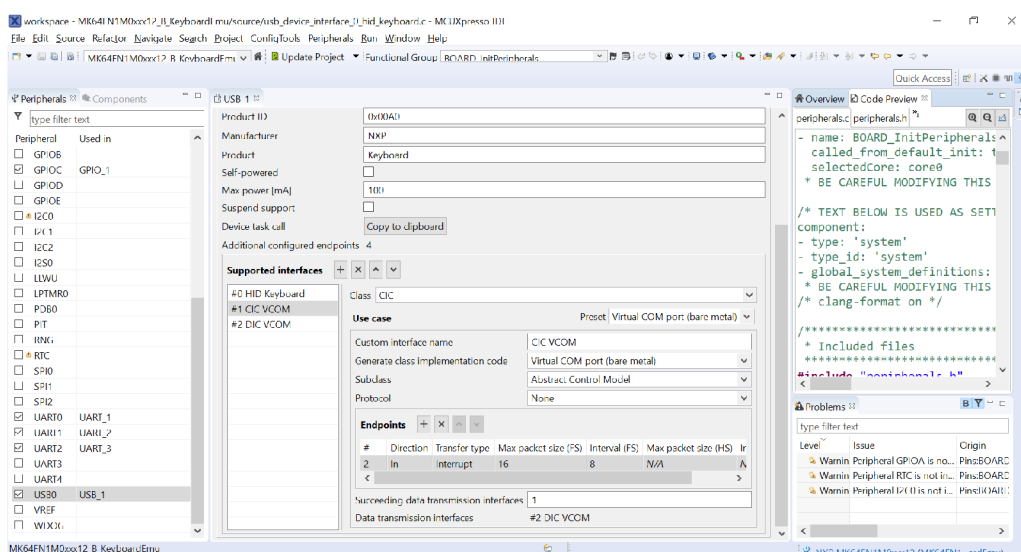 workspace - MK64FN1M0xxx12_B_KeyboardEmu/source/usb_device_interface_0_hid_keyboard.c - MCUXpresso IDE
File Edit Source Refactor Navigate Search Project ConfigTools Peripherals Run Window Help
MK64FN1M0xxx12_B_KeyboardEmu Update Project Functional Group BOARD_InitPeripherals
Quick Access
Peripherals Components
type filter text
Peripheral Used in
GPIOB
GPIOC GPIO_1
GPIOD
GPIOE
I2C0
I2C1
I2C2
I2S0
LLWU
LPTMR0
PDB0
PIT
RNG
RTC
SPI0
SPI1
SPI2
UART0 UART_1
UART1 UART_2
UART2 UART_3
UART3
UART4
USB0 USB_1
VREF
WDOG
USB_1
Product ID 0x00A0
Manufacturer NXP
Product Keyboard
Self-powered
Max power [mA] 100
Suspend support
Device task call Copy to clipboard
Additional configured endpoints 4
Supported interfaces
#0 HID Keyboard
#1 CIC VCOM
#2 DIC VCOM
Class CIC
Use case Preset Virtual COM port (bare metal)
Custom interface name CIC VCOM
Generate class implementation code Virtual COM port (bare metal)
Subclass Abstract Control Model
Protocol None
Endpoints
# Direction Transfer type Max packet size (FS) Interval (FS) Max packet size (HS) In
2 In Interrupt 16 8 N/A N
Succeeding data transmission interfaces 1
Data transmission interfaces #2 DIC VCOM
Overview Code Preview
peripherals.c peripherals.h
- name: BOARD_InitPeripherals
called_from_default_init: t
selectedCore: core0
* BE CAREFUL MODIFYING THIS
/* TEXT BELOW IS USED AS SETT
component:
- type: 'system'
- type_id: 'system'
- global_system_definitions:
* BE CAREFUL MODIFYING THIS
/* clang-format on */
/****************************
* Included files
****************************
#include "peripherals.h"
Problems
type filter text
Level Issue Origin
Warnin Peripheral GPIOA is no... Pins:BOARD
Warnin Peripheral RTC is not in... Pins:BOARD
Warnin Peripheral I2C0 is not i... Pins:BOARD
MK64FN1M0xxx12_B_KeyboardEmu